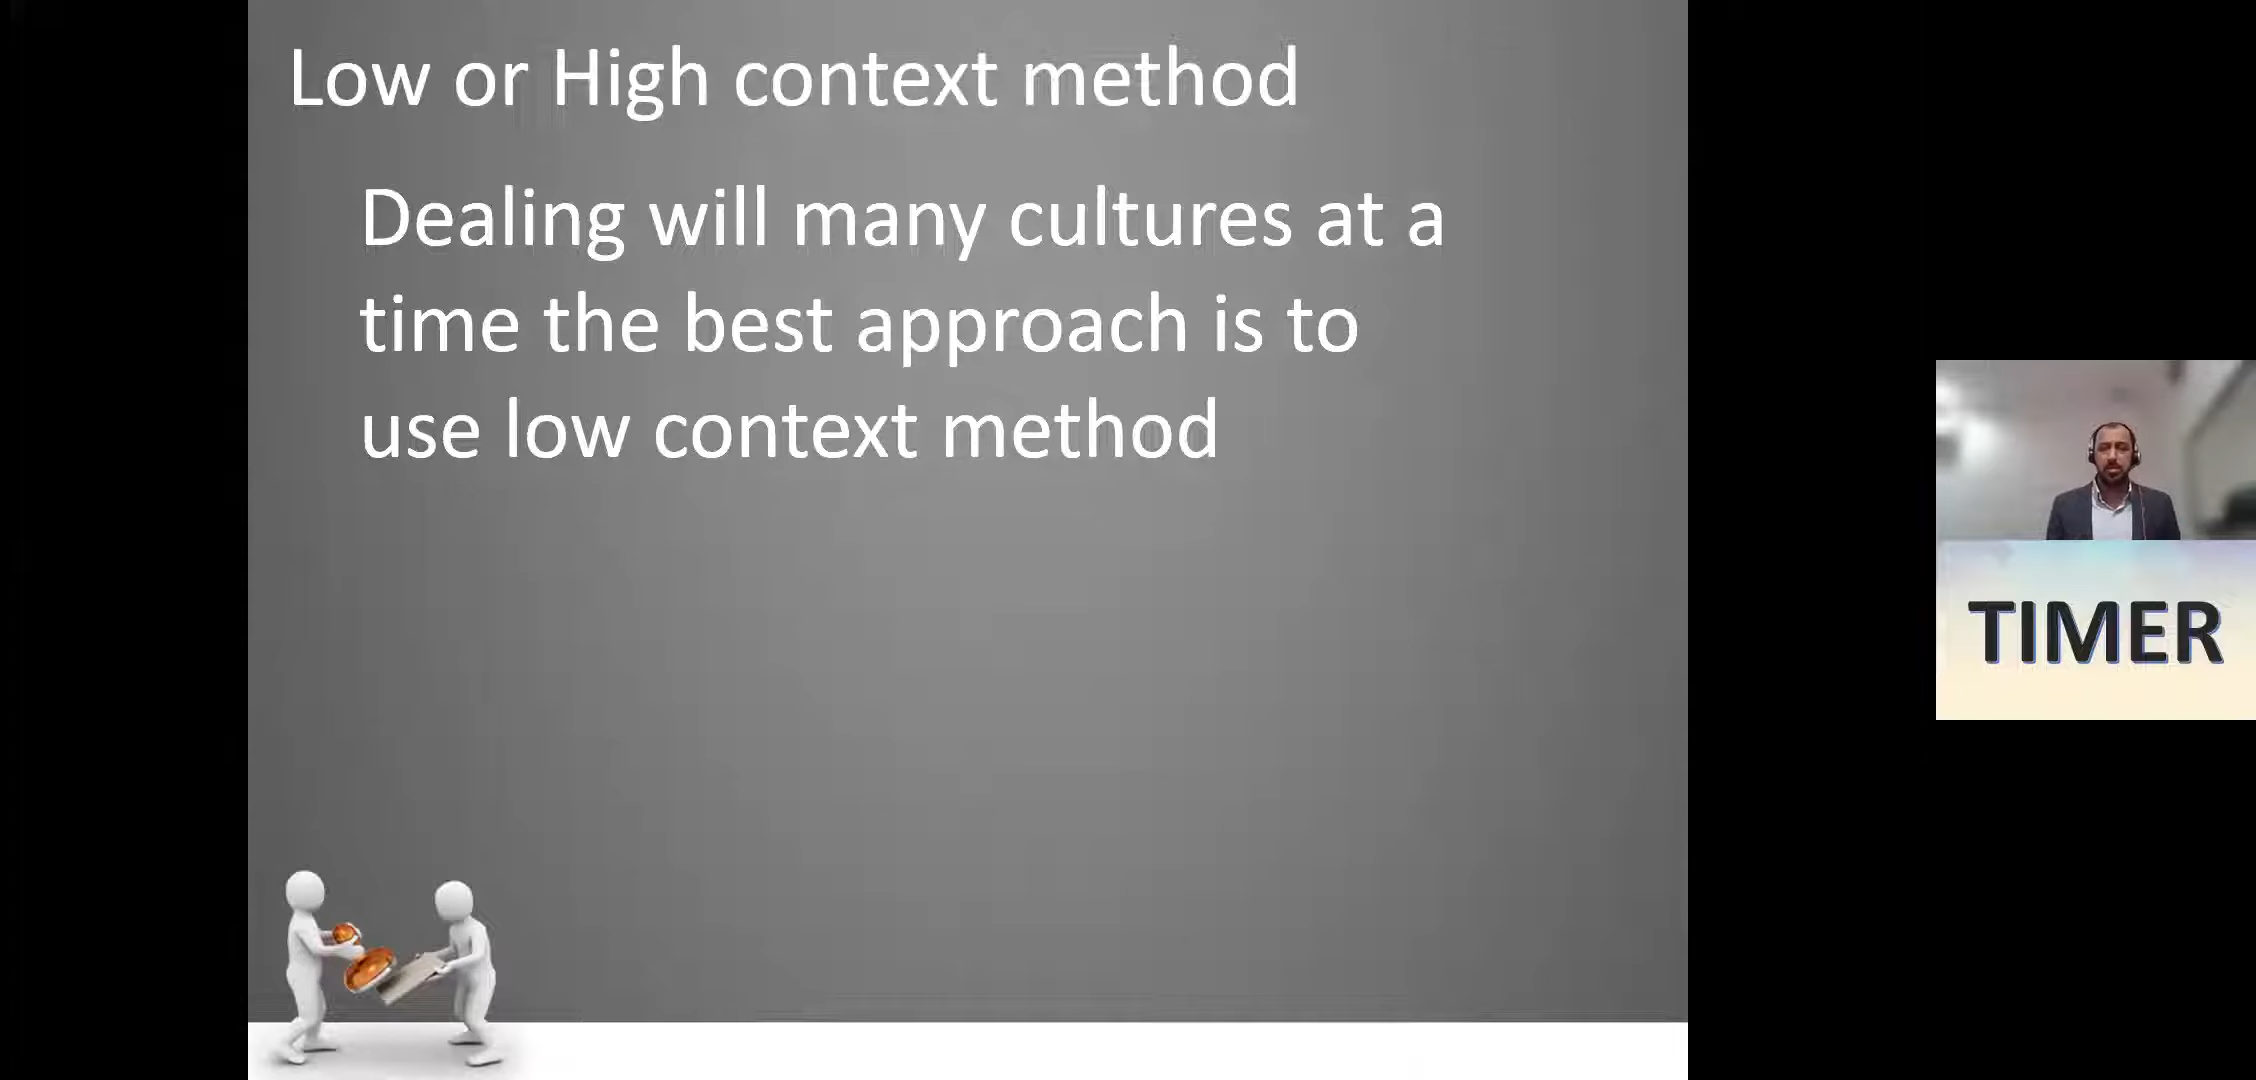 Low or High context method
Dealing will many cultures at a
time the best approach is to
use low context method
TIMER